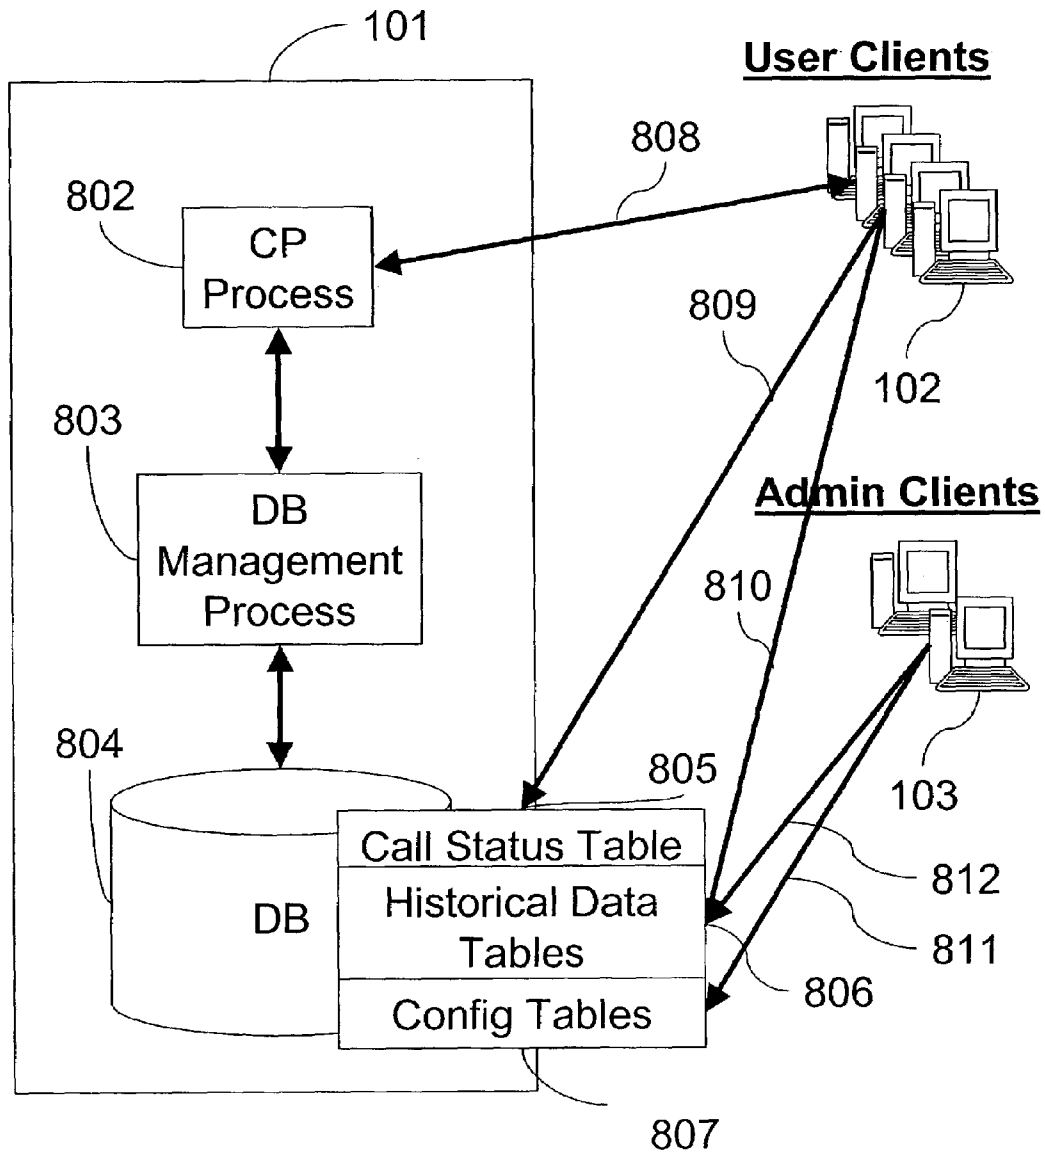 101
User Clients
808
802
CP
Process
809
102
803
DB
Management
Process
Admin Clients
810
804
805
103
Call Status Table
812
Historical Data
Tables
DB
811
806
Config Tables
807